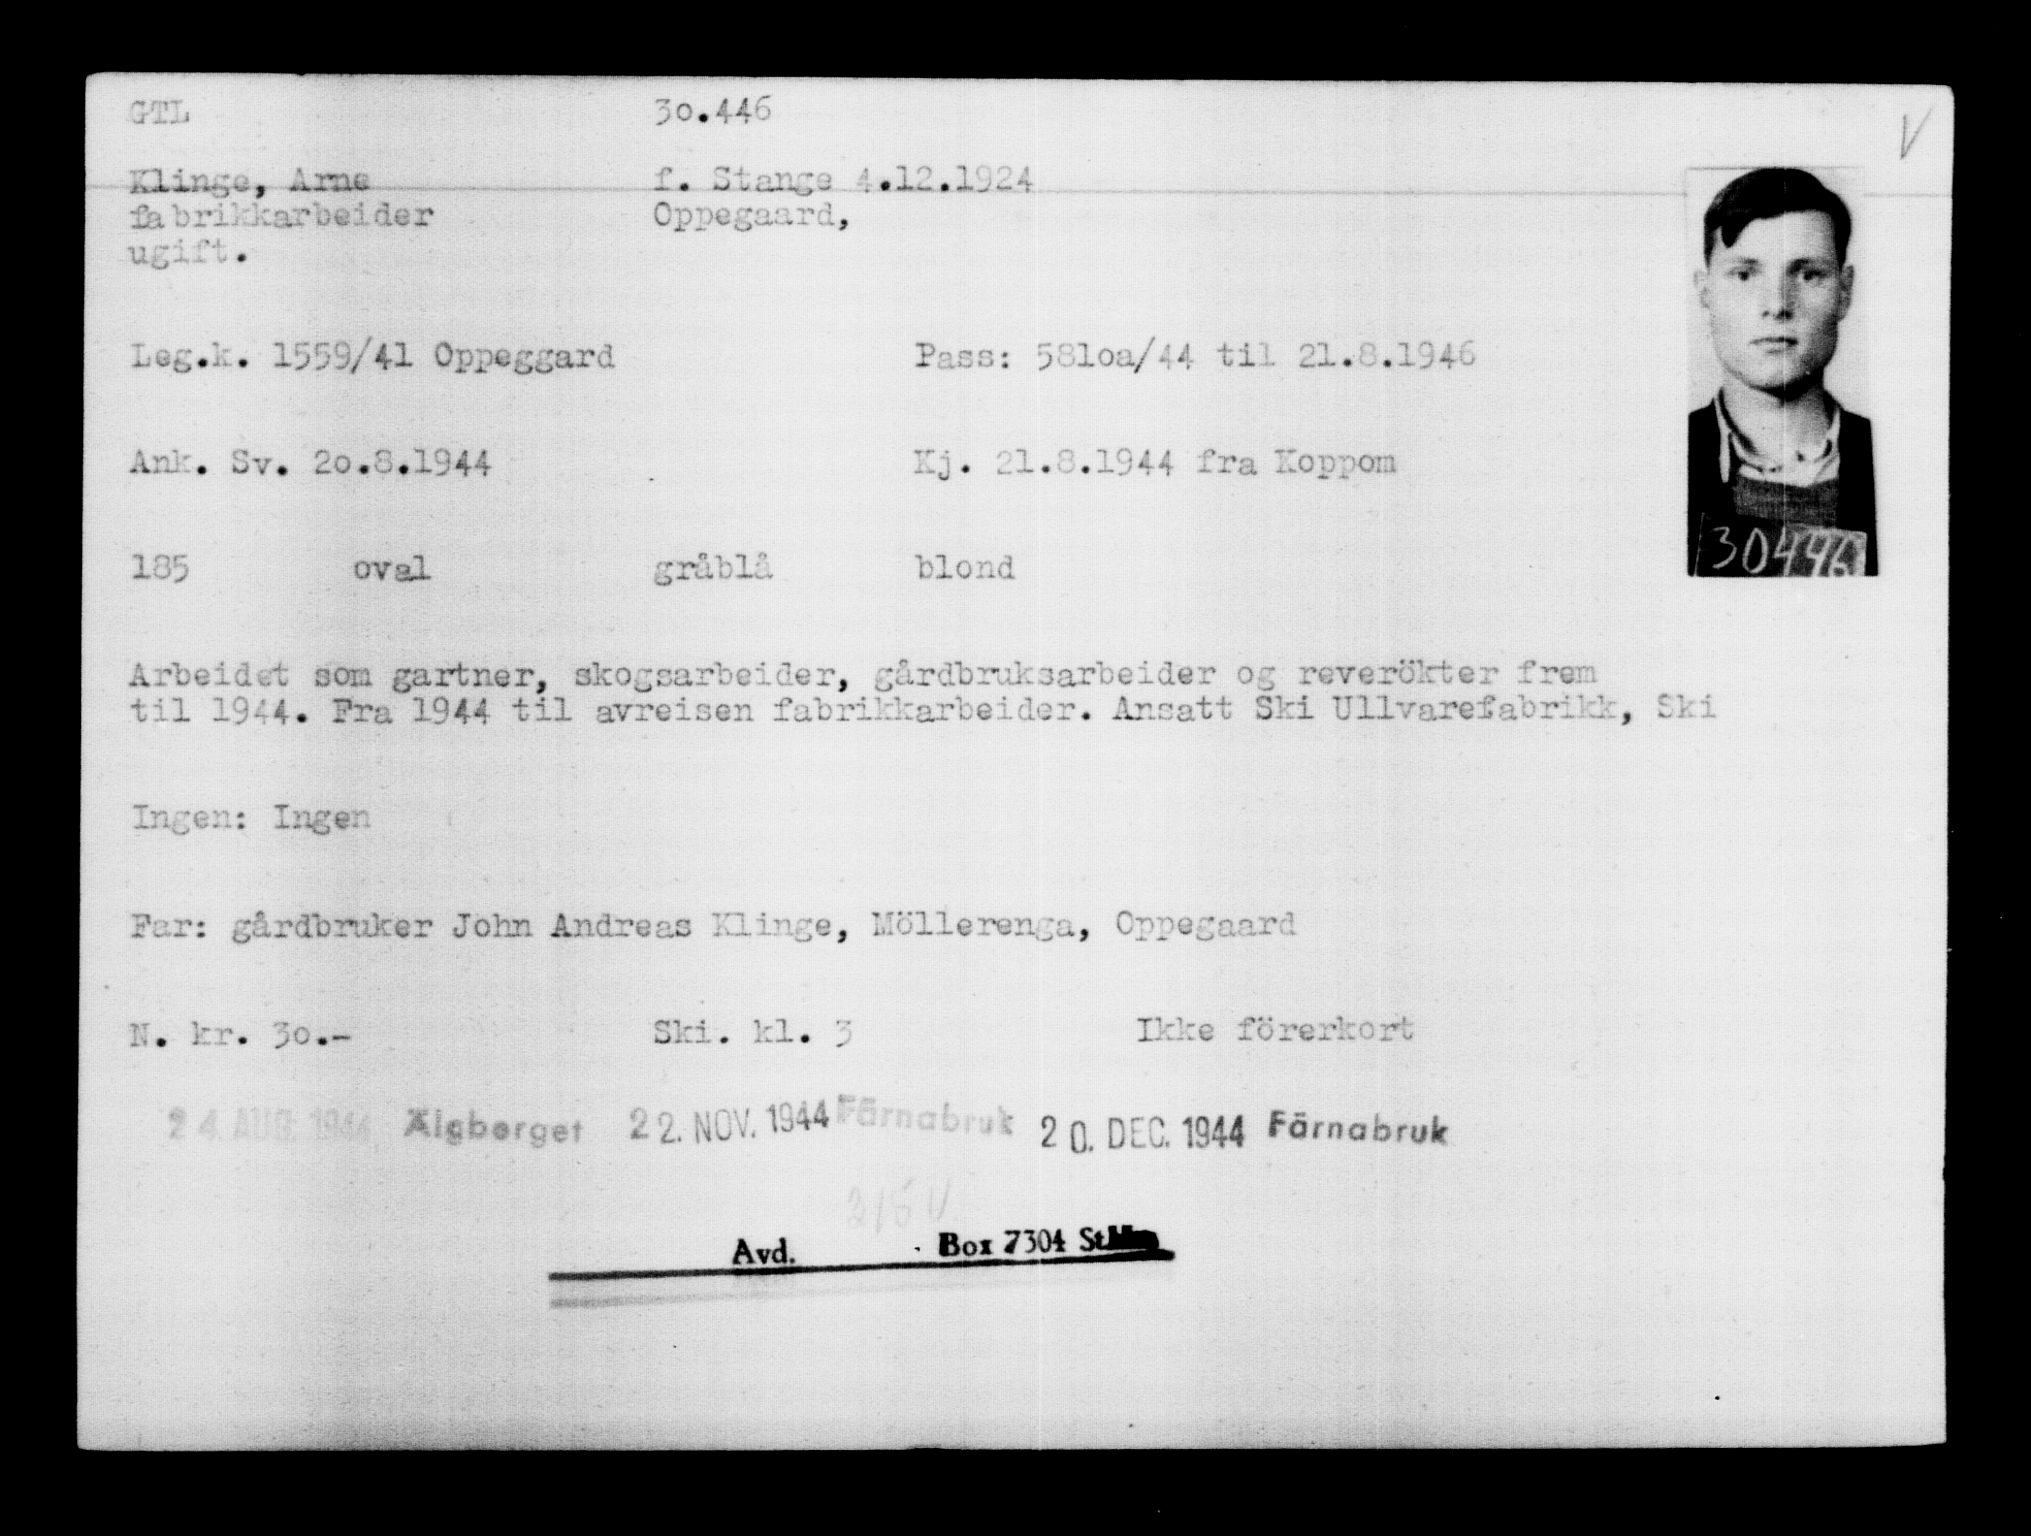 GTL 3o.446 V
Klinge, Arne f. Stange 4.12.1924
fabrikkarbeider Oppegaard,
ugift.
Leg.k. 1559/41 Oppeggard Pass: 581oa/44 til 21.8.1946
Ank. Sv. 2o.8.1944 Kj. 21.8.1944 fra Koppom
185 oval gråblå blond
30446
Arbeidet som gartner, skogsarbeider, gårdbruksarbeider og reverökter frem
til 1944. Fra 1944 til avreisen fabrikkarbeider. Ansatt Ski Ullvarefabrikk, Ski
Ingen: Ingen
Far: gårdbruker John Andreas Klinge, Möllerenga, Oppegaard
N. kr. 3o.- Ski. kl. 3 Ikke förerkort
24 AUG. 1944 Älgberget 22. NOV. 1944 Färnabruk 20. DEC. 1944 Färnabruk
Avd. Box 7304